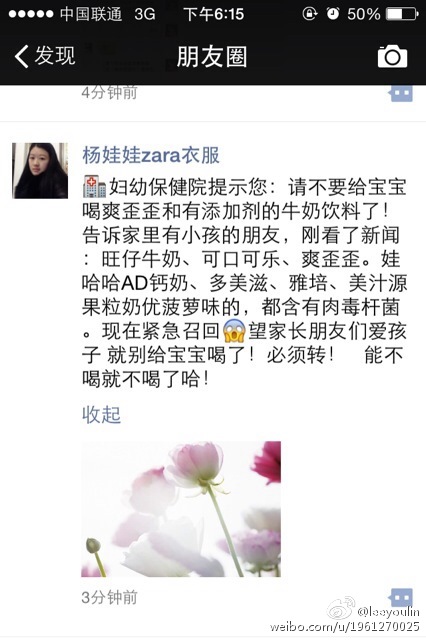 中国联通 3G 下午6:15 50%
发现 朋友圈
4分钟前
杨娃娃zara衣服
妇幼保健院提示您：请不要给宝宝
喝爽歪歪和有添加剂的牛奶饮料了！
告诉家里有小孩的朋友，刚看了新闻
：旺仔牛奶、可口可乐、爽歪歪。娃
哈哈AD钙奶、多美滋、雅培、美汁源
果粒奶优菠萝味的，都含有肉毒杆菌
。现在紧急召回😱望家长朋友们爱孩
子 就别给宝宝喝了！必须转！ 能不
喝就不喝了哈！
收起
3分钟前
@leeyoulin
weibo.com/u/1961270025